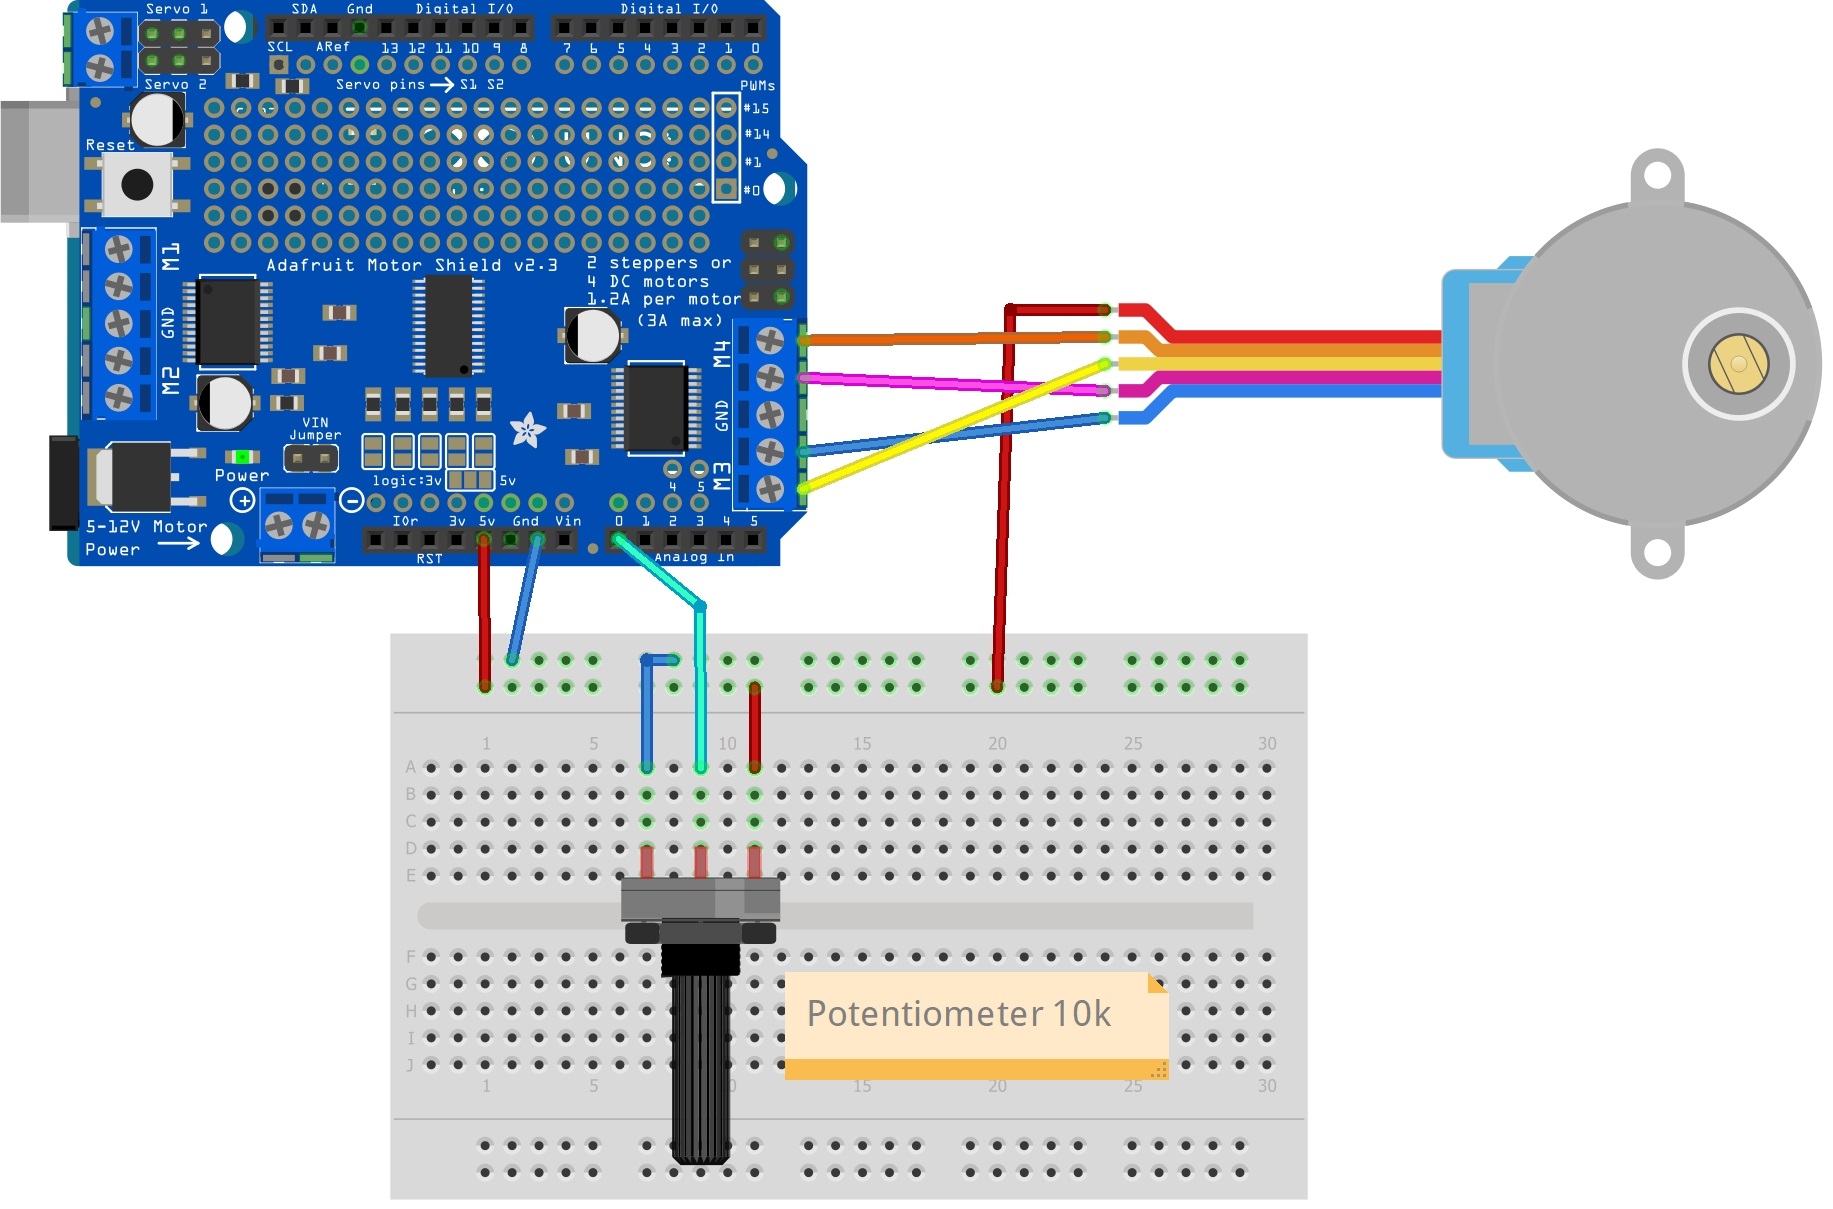 Servo 1
SDA Gnd Digital I/O Digital I/O
SCL ARef 13 12 11 10 9 8 7 6 5 4 3 2 1 0
Servo 2
Servo pins → S1 S2
PWMs
#15
#14
#1
#0
Reset
M1
GND
M2
Adafruit Motor Shield v2.3
2 steppers or
4 DC motors
1.2A per motor
(3A max)
M4
GND
M3
VIN
Jumper
Power
logic:3v 5v
4 5
+ -
5-12V Motor
Power →
IOr 3v 5v Gnd Vin
RST
0 1 2 3 4 5
Analog In
1 5 10 15 20 25 30
A
B
C
D
E
F
G
H
I
J
1 5 15 20 25 30
Potentiometer 10k